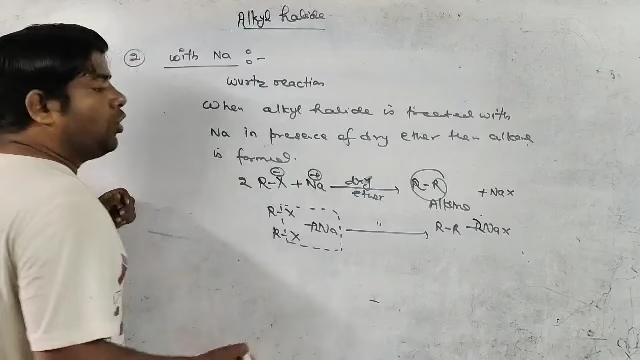 Alkyl halide
② with Na :-
Wurtz reaction
When alkyl halide is treated with
Na in presence of dry ether then alkane
is formed.
2 R-X + Na dry ether R-R + Nax
Alkane
R-X
R-X Na " R-R 2Nax